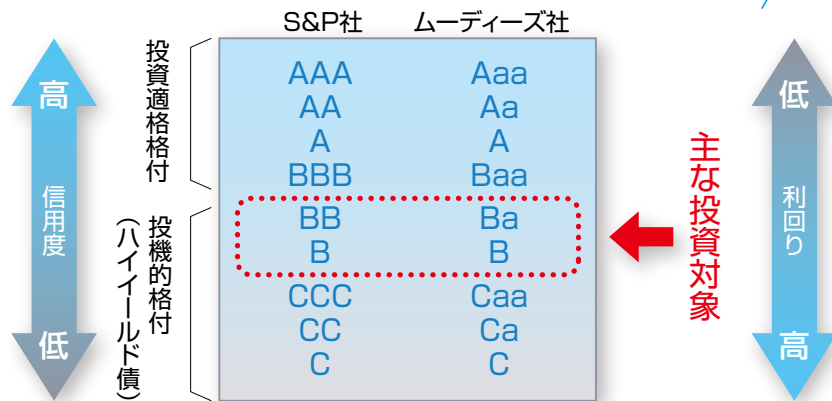 S&P社 ムーディーズ社
高
信用度
低
投資適格格付
投機的格付
(ハイイールド債)
AAA Aaa
AA Aa
A A
BBB Baa
BB Ba
B B
CCC Caa
CC Ca
C C
主な投資対象
低
利回り
高